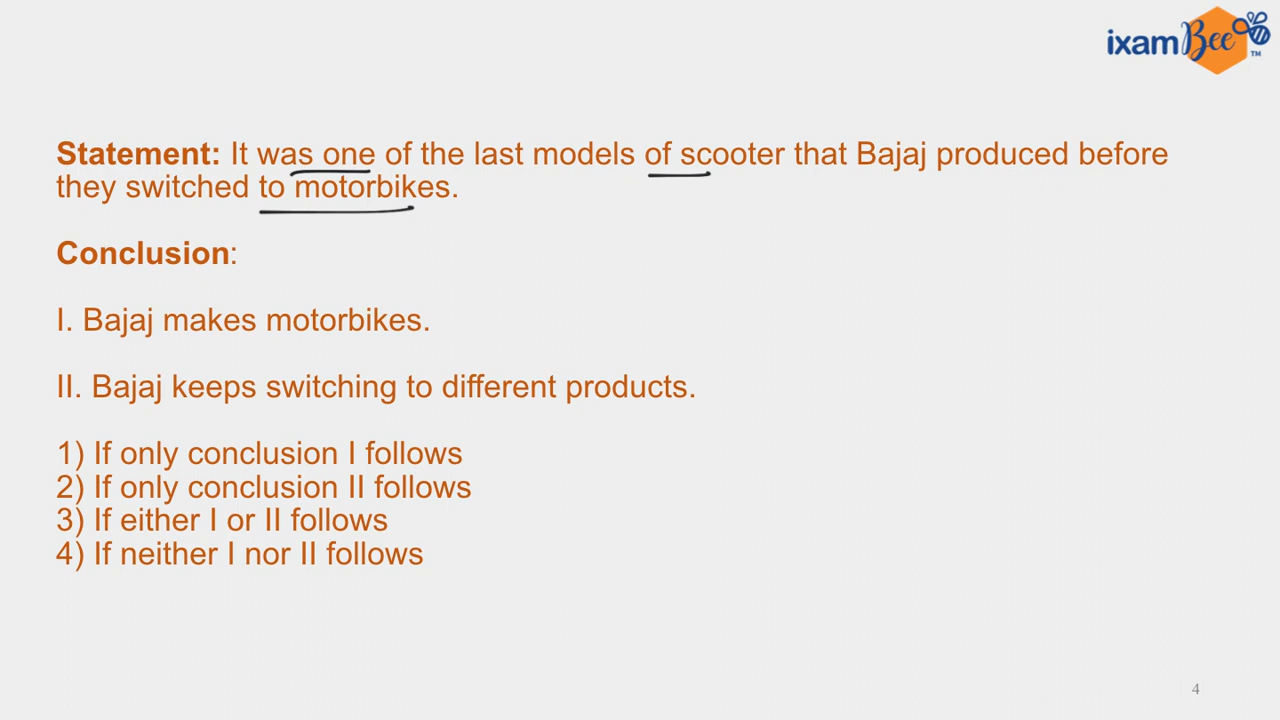 ixamBee™
Statement: It was one of the last models of scooter that Bajaj produced before
they switched to motorbikes.
Conclusion:
I. Bajaj makes motorbikes.
II. Bajaj keeps switching to different products.
1) If only conclusion I follows
2) If only conclusion II follows
3) If either I or II follows
4) If neither I nor II follows
4